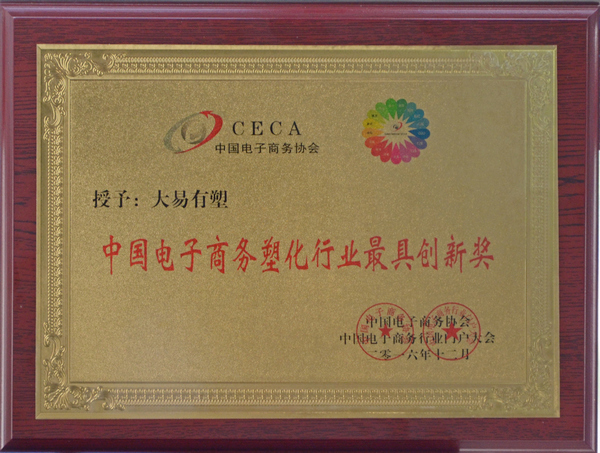 CECA
中国电子商务协会
授予：大易有塑
中国电子商务塑化行业最具创新奖
中国电子商务协会
中国电子商务行业门户大会
二零一六年十二月